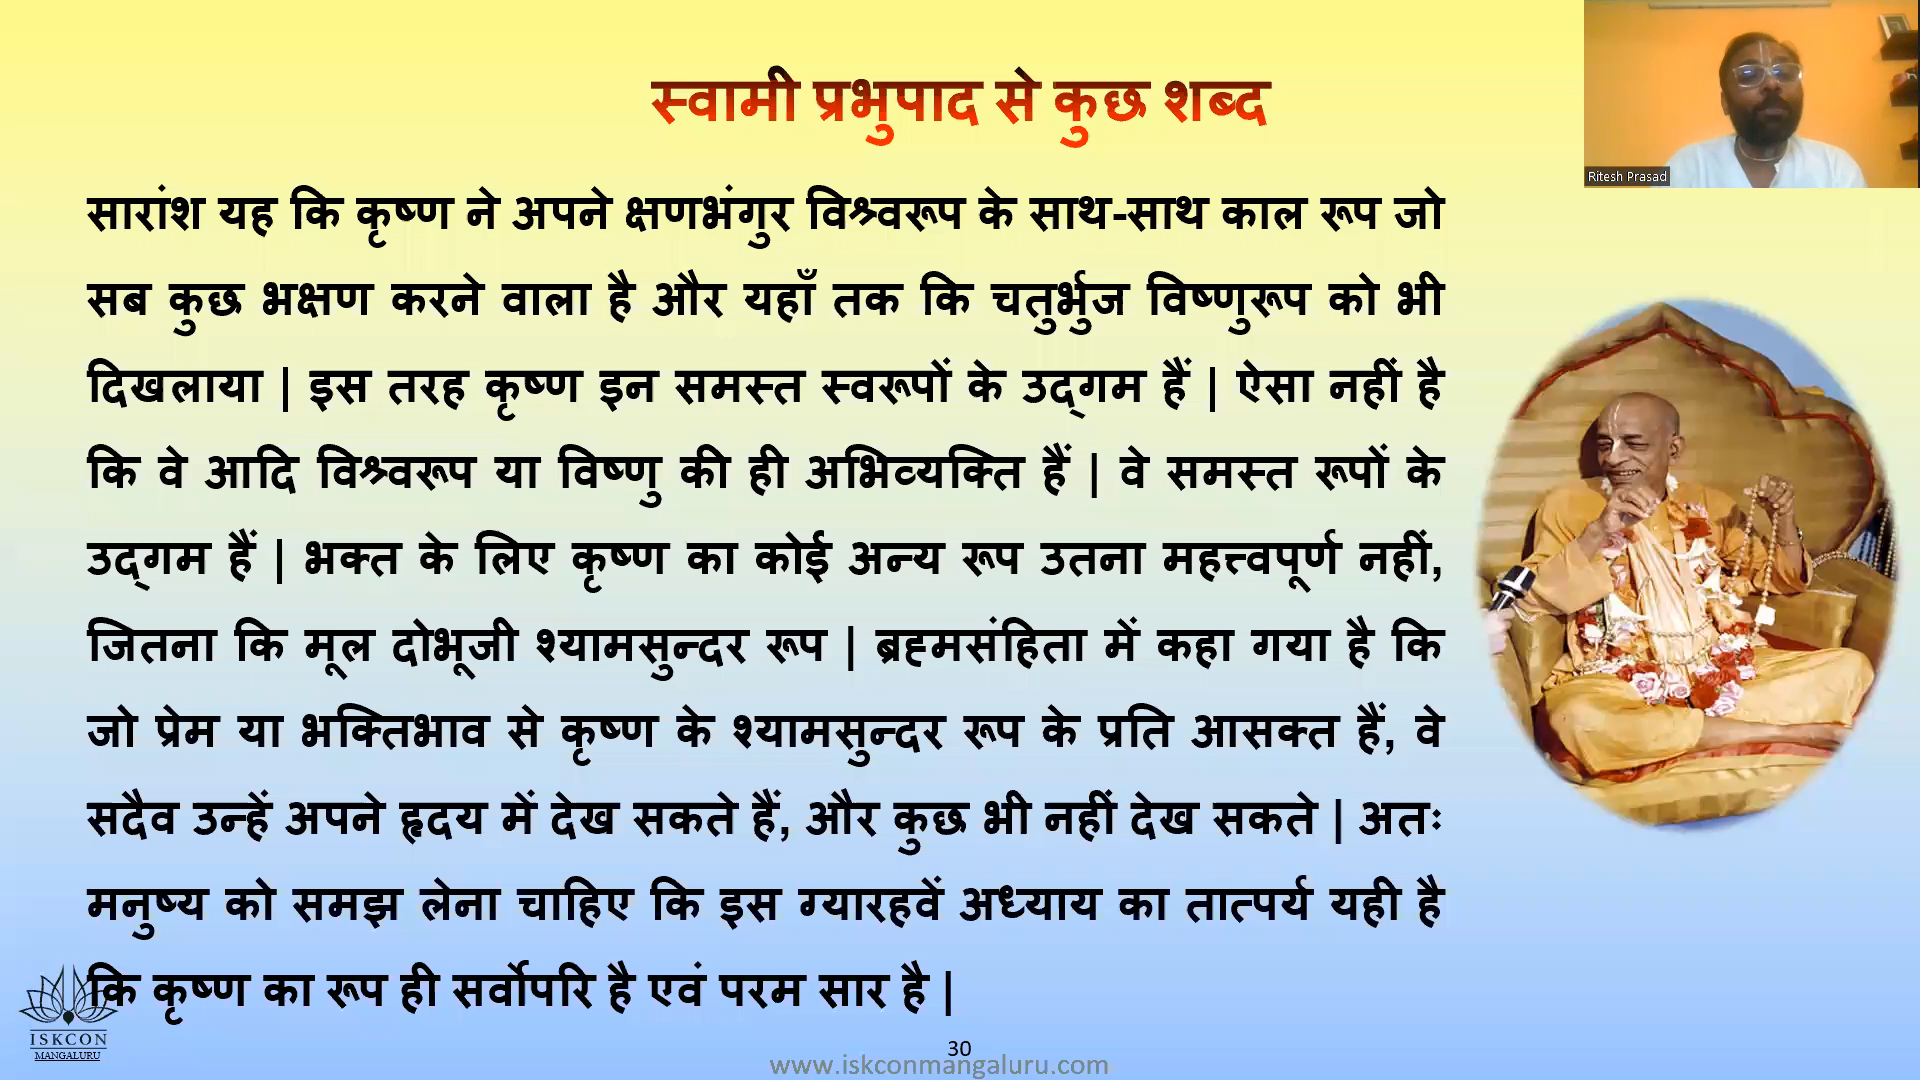 स्वामी प्रभुपाद से कुछ शब्द
Ritesh Prasad
सारांश यह कि कृष्ण ने अपने क्षणभंगुर विश्र्वरूप के साथ-साथ काल रूप जो
सब कुछ भक्षण करने वाला है और यहाँ तक कि चतुर्भुज विष्णुरूप को भी
दिखलाया | इस तरह कृष्ण इन समस्त स्वरूपों के उद्गम हैं | ऐसा नहीं है
कि वे आदि विश्र्वरूप या विष्णु की ही अभिव्यक्ति हैं | वे समस्त रूपों के
उद्गम हैं | भक्त के लिए कृष्ण का कोई अन्य रूप उतना महत्त्वपूर्ण नहीं,
जितना कि मूल दोभूजी श्यामसुन्दर रूप | ब्रह्मसंहिता में कहा गया है कि
जो प्रेम या भक्तिभाव से कृष्ण के श्यामसुन्दर रूप के प्रति आसक्त हैं, वे
सदैव उन्हें अपने हृदय में देख सकते हैं, और कुछ भी नहीं देख सकते | अतः
मनुष्य को समझ लेना चाहिए कि इस ग्यारहवें अध्याय का तात्पर्य यही है
कि कृष्ण का रूप ही सर्वोपरि है एवं परम सार है |
ISKCON
MANGALURU
30
www.iskconmangaluru.com